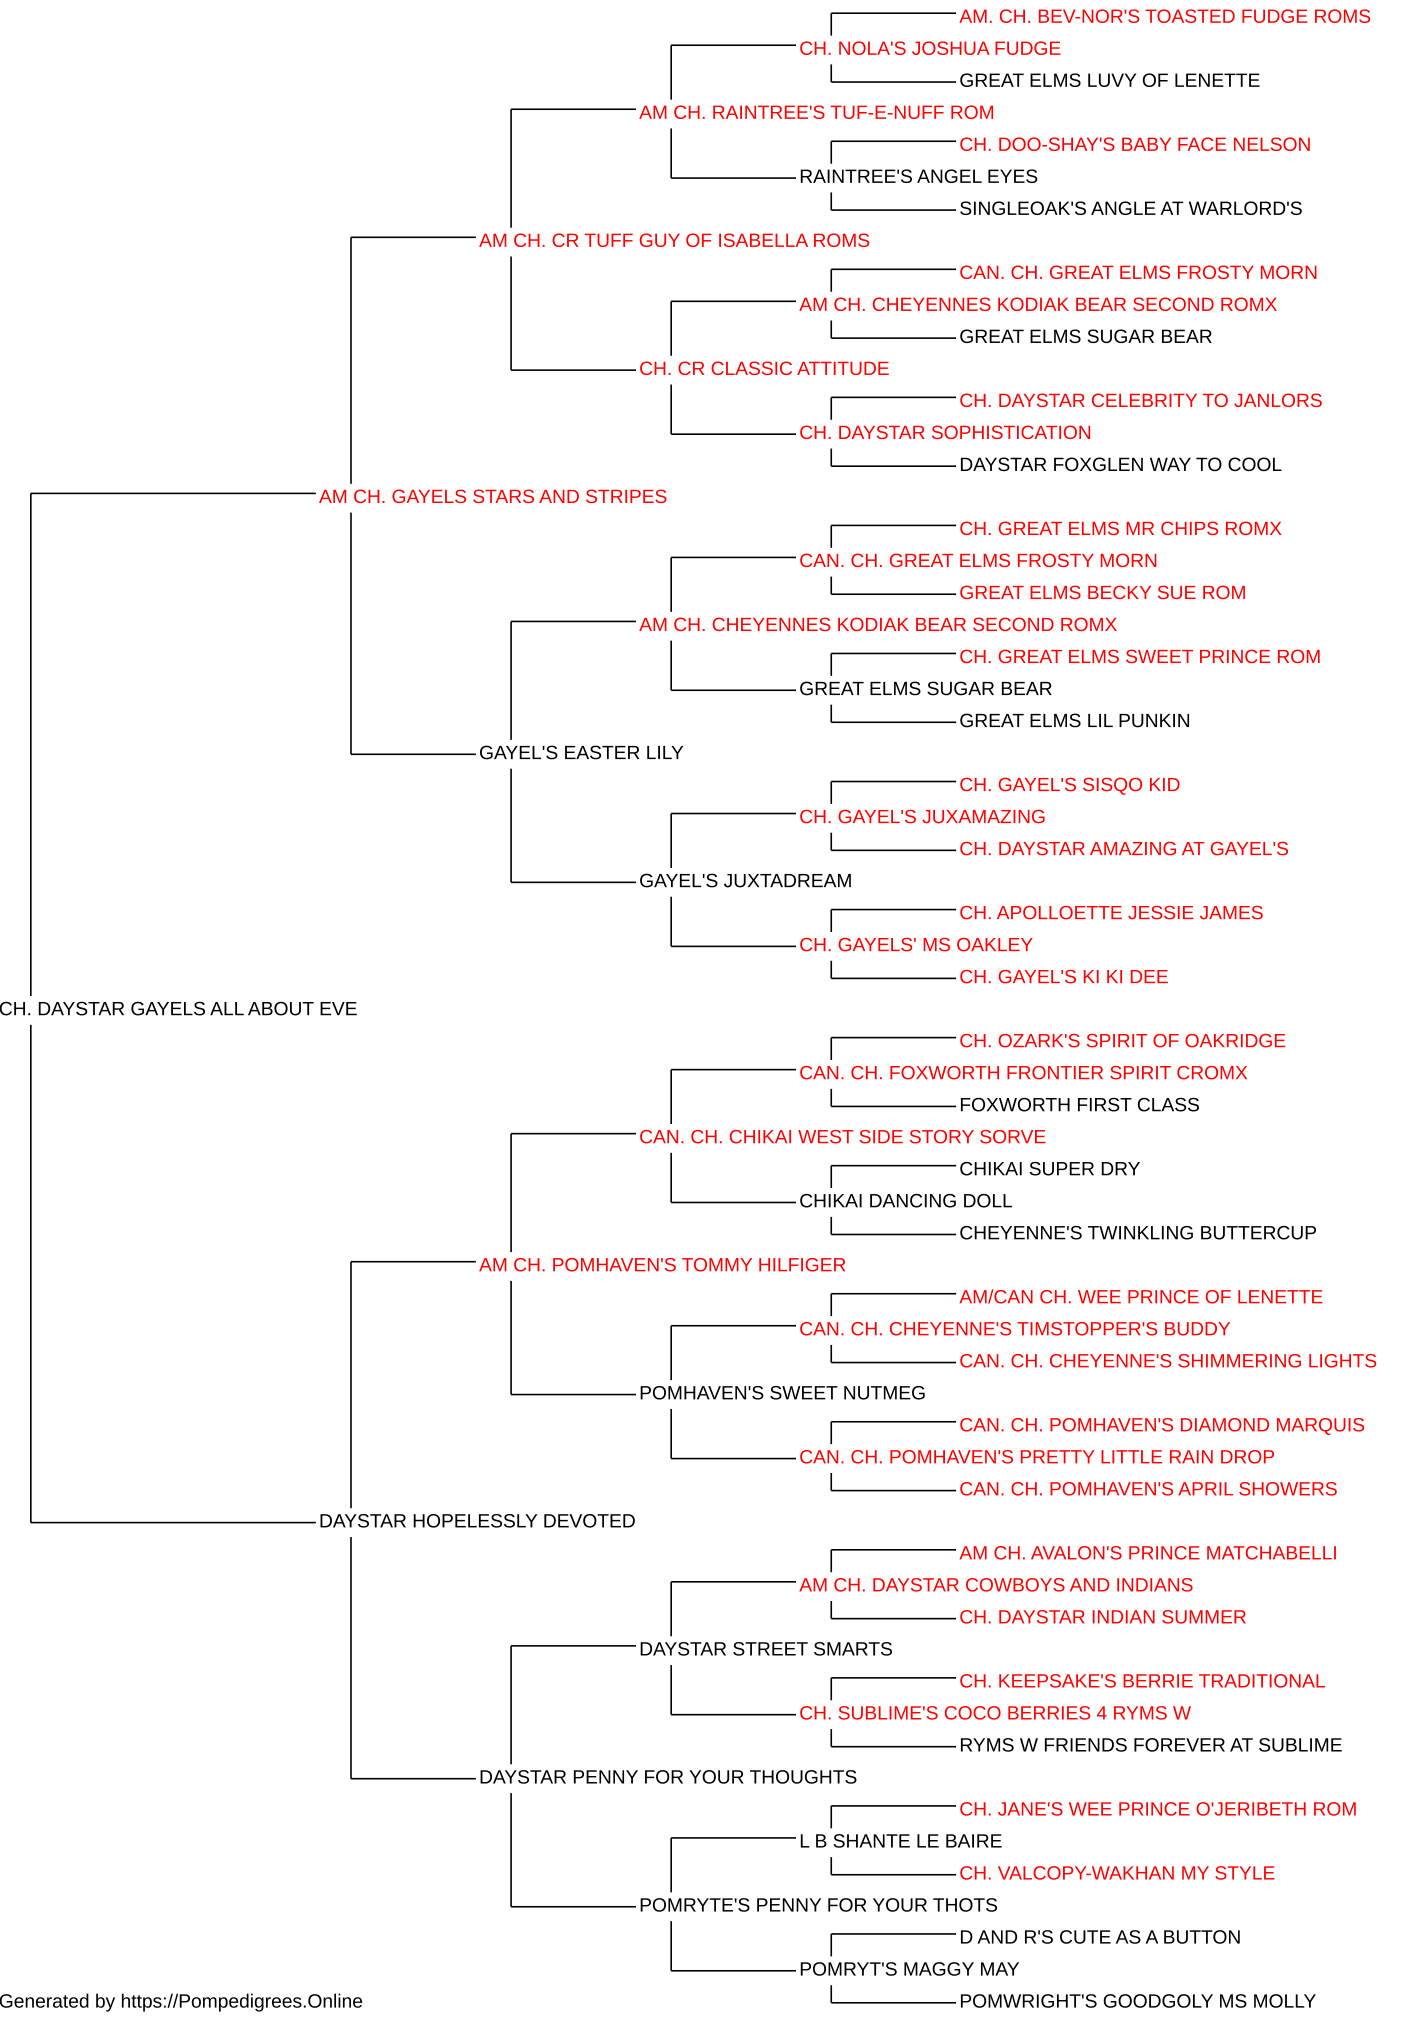 AM. CH. BEV-NOR'S TOASTED FUDGE ROMS
CH. NOLA'S JOSHUA FUDGE
GREAT ELMS LUVY OF LENETTE
AM CH. RAINTREE'S TUF-E-NUFF ROM
CH. DOO-SHAY'S BABY FACE NELSON
RAINTREE'S ANGEL EYES
SINGLEOAK'S ANGLE AT WARLORD'S
AM CH. CR TUFF GUY OF ISABELLA ROMS
CAN. CH. GREAT ELMS FROSTY MORN
AM CH. CHEYENNES KODIAK BEAR SECOND ROMX
GREAT ELMS SUGAR BEAR
CH. CR CLASSIC ATTITUDE
CH. DAYSTAR CELEBRITY TO JANLORS
CH. DAYSTAR SOPHISTICATION
DAYSTAR FOXGLEN WAY TO COOL
AM CH. GAYELS STARS AND STRIPES
CH. GREAT ELMS MR CHIPS ROMX
CAN. CH. GREAT ELMS FROSTY MORN
GREAT ELMS BECKY SUE ROM
AM CH. CHEYENNES KODIAK BEAR SECOND ROMX
CH. GREAT ELMS SWEET PRINCE ROM
GREAT ELMS SUGAR BEAR
GREAT ELMS LIL PUNKIN
GAYEL'S EASTER LILY
CH. GAYEL'S SISQO KID
CH. GAYEL'S JUXAMAZING
CH. DAYSTAR AMAZING AT GAYEL'S
GAYEL'S JUXTADREAM
CH. APOLLOETTE JESSIE JAMES
CH. GAYELS' MS OAKLEY
CH. GAYEL'S KI KI DEE
CH. DAYSTAR GAYELS ALL ABOUT EVE
CH. OZARK'S SPIRIT OF OAKRIDGE
CAN. CH. FOXWORTH FRONTIER SPIRIT CROMX
FOXWORTH FIRST CLASS
CAN. CH. CHIKAI WEST SIDE STORY SORVE
CHIKAI SUPER DRY
CHIKAI DANCING DOLL
CHEYENNE'S TWINKLING BUTTERCUP
AM CH. POMHAVEN'S TOMMY HILFIGER
AM/CAN CH. WEE PRINCE OF LENETTE
CAN. CH. CHEYENNE'S TIMSTOPPER'S BUDDY
CAN. CH. CHEYENNE'S SHIMMERING LIGHTS
POMHAVEN'S SWEET NUTMEG
CAN. CH. POMHAVEN'S DIAMOND MARQUIS
CAN. CH. POMHAVEN'S PRETTY LITTLE RAIN DROP
CAN. CH. POMHAVEN'S APRIL SHOWERS
DAYSTAR HOPELESSLY DEVOTED
AM CH. AVALON'S PRINCE MATCHABELLI
AM CH. DAYSTAR COWBOYS AND INDIANS
CH. DAYSTAR INDIAN SUMMER
DAYSTAR STREET SMARTS
CH. KEEPSAKE'S BERRIE TRADITIONAL
CH. SUBLIME'S COCO BERRIES 4 RYMS W
RYMS W FRIENDS FOREVER AT SUBLIME
DAYSTAR PENNY FOR YOUR THOUGHTS
CH. JANE'S WEE PRINCE O'JERIBETH ROM
L B SHANTE LE BAIRE
CH. VALCOPY-WAKHAN MY STYLE
POMRYTE'S PENNY FOR YOUR THOTS
D AND R'S CUTE AS A BUTTON
POMRYT'S MAGGY MAY
POMWRIGHT'S GOODGOLY MS MOLLY
Generated by https://Pompedigrees.Online